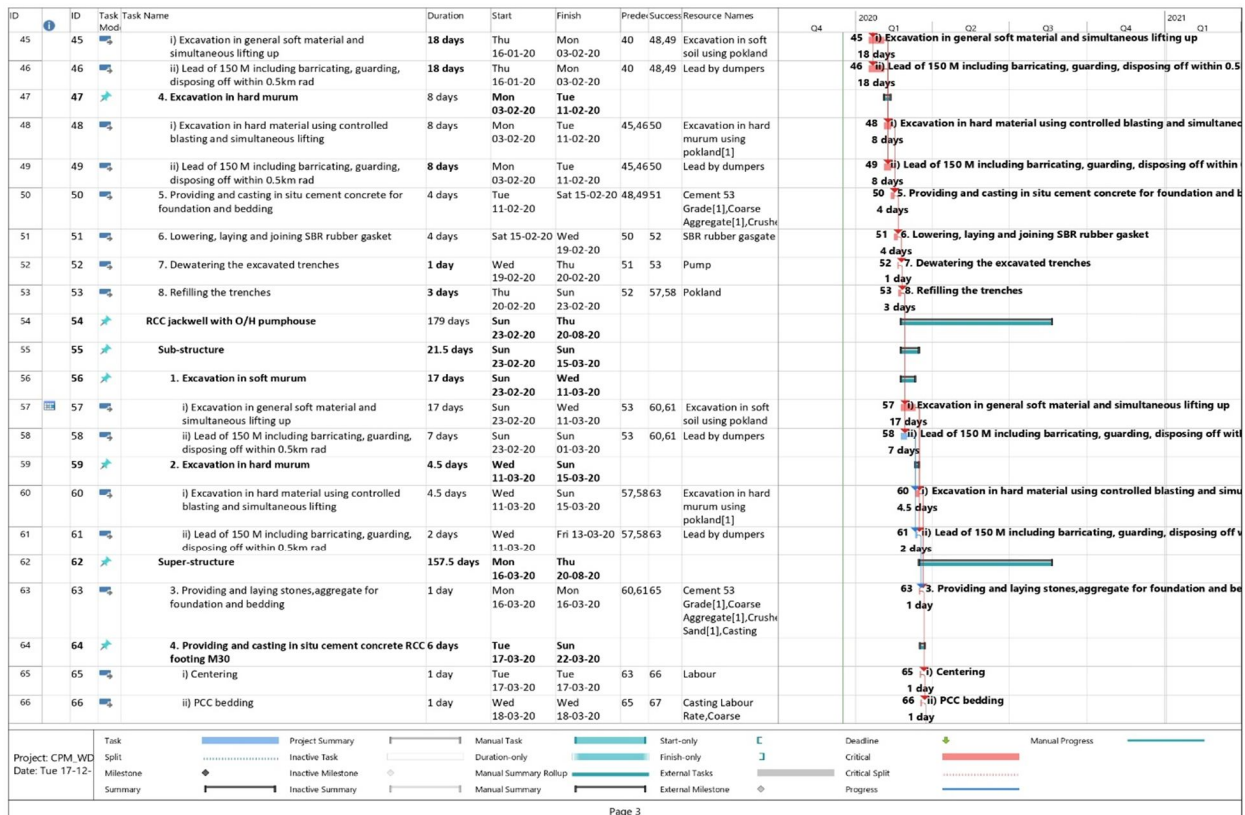 ID ID Task Mod Task Name Duration Start Finish Predec Success Resource Names Q4 2020 Q1 Q2 Q3 Q4 2021 Q1
45 45 i) Excavation in general soft material and simultaneous lifting up 18 days Thu 16-01-20 Mon 03-02-20 40 48,49 Excavation in soft soil using pokland
45 i) Excavation in general soft material and simultaneous lifting up
18 days
46 46 ii) Lead of 150 M including barricating, guarding, disposing off within 0.5km rad 18 days Thu 16-01-20 Mon 03-02-20 40 48,49 Lead by dumpers
46 ii) Lead of 150 M including barricating, guarding, disposing off within 0.5
18 days
47 47 4. Excavation in hard murum 8 days Mon 03-02-20 Tue 11-02-20
48 48 i) Excavation in hard material using controlled blasting and simultaneous lifting 8 days Mon 03-02-20 Tue 11-02-20 45,46 50 Excavation in hard murum using pokland[1]
48 i) Excavation in hard material using controlled blasting and simultanec
8 days
49 49 ii) Lead of 150 M including barricating, guarding, disposing off within 0.5km rad 8 days Mon 03-02-20 Tue 11-02-20 45,46 50 Lead by dumpers
49 ii) Lead of 150 M including barricating, guarding, disposing off within
8 days
50 50 5. Providing and casting in situ cement concrete for foundation and bedding 4 days Tue 11-02-20 Sat 15-02-20 48,49 51 Cement 53 Grade[1],Coarse Aggregate[1],Crushe
50 5. Providing and casting in situ cement concrete for foundation and b
4 days
51 51 6. Lowering, laying and joining SBR rubber gasket 4 days Sat 15-02-20 Wed 19-02-20 50 52 SBR rubber gasgate
51 6. Lowering, laying and joining SBR rubber gasket
4 days
52 52 7. Dewatering the excavated trenches 1 day Wed 19-02-20 Thu 20-02-20 51 53 Pump
52 7. Dewatering the excavated trenches
1 day
53 53 8. Refilling the trenches 3 days Thu 20-02-20 Sun 23-02-20 52 57,58 Pokland
53 8. Refilling the trenches
3 days
54 54 RCC jackwell with O/H pumphouse 179 days Sun 23-02-20 Thu 20-08-20
55 55 Sub-structure 21.5 days Sun 23-02-20 Sun 15-03-20
56 56 1. Excavation in soft murum 17 days Sun 23-02-20 Wed 11-03-20
57 57 i) Excavation in general soft material and simultaneous lifting up 17 days Sun 23-02-20 Wed 11-03-20 53 60,61 Excavation in soft soil using pokland
57 i) Excavation in general soft material and simultaneous lifting up
17 days
58 58 ii) Lead of 150 M including barricating, guarding, disposing off within 0.5km rad 7 days Sun 23-02-20 Sun 01-03-20 53 60,61 Lead by dumpers
58 ii) Lead of 150 M including barricating, guarding, disposing off witl
7 days
59 59 2. Excavation in hard murum 4.5 days Wed 11-03-20 Sun 15-03-20
60 60 i) Excavation in hard material using controlled blasting and simultaneous lifting 4.5 days Wed 11-03-20 Sun 15-03-20 57,58 63 Excavation in hard murum using pokland[1]
60 i) Excavation in hard material using controlled blasting and simu
4.5 days
61 61 ii) Lead of 150 M including barricating, guarding, disposing off within 0.5km rad 2 days Wed 11-03-20 Fri 13-03-20 57,58 63 Lead by dumpers
61 ii) Lead of 150 M including barricating, guarding, disposing off v
2 days
62 62 Super-structure 157.5 days Mon 16-03-20 Thu 20-08-20
63 63 3. Providing and laying stones,aggregate for foundation and bedding 1 day Mon 16-03-20 Mon 16-03-20 60,61 65 Cement 53 Grade[1],Coarse Aggregate[1],Crushe Sand[1],Casting
63 3. Providing and laying stones,aggregate for foundation and be
1 day
64 64 4. Providing and casting in situ cement concrete RCC footing M30 6 days Tue 17-03-20 Sun 22-03-20
65 65 i) Centering 1 day Tue 17-03-20 Tue 17-03-20 63 66 Labour
65 i) Centering
1 day
66 66 ii) PCC bedding 1 day Wed 18-03-20 Wed 18-03-20 65 67 Casting Labour Rate,Coarse
66 ii) PCC bedding
1 day
Project: CPM_WD
Date: Tue 17-12-
Task Project Summary Manual Task Start-only Deadline Manual Progress
Split Inactive Task Duration-only Finish-only Critical
Milestone Inactive Milestone Manual Summary Rollup External Tasks Critical Split
Summary Inactive Summary Manual Summary External Milestone Progress
Page 3